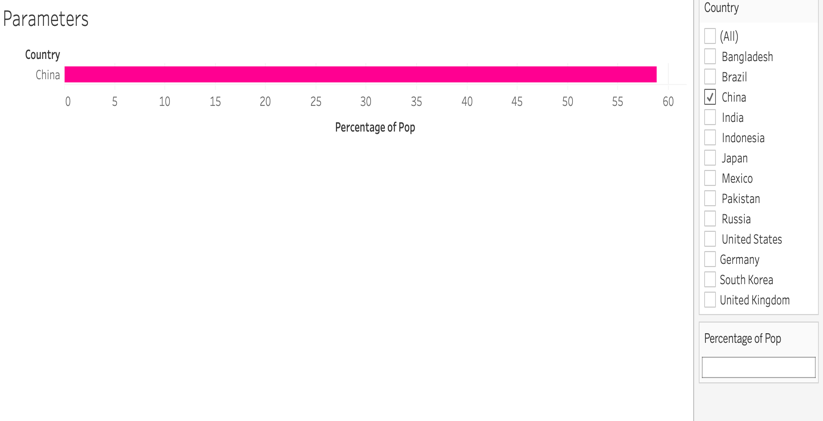 Parameters
Country
China
0 5 10 15 20 25 30 35 40 45 50 55 60
Percentage of Pop
Country
(All)
Bangladesh
Brazil
China
India
Indonesia
Japan
Mexico
Pakistan
Russia
United States
Germany
South Korea
United Kingdom
Percentage of Pop